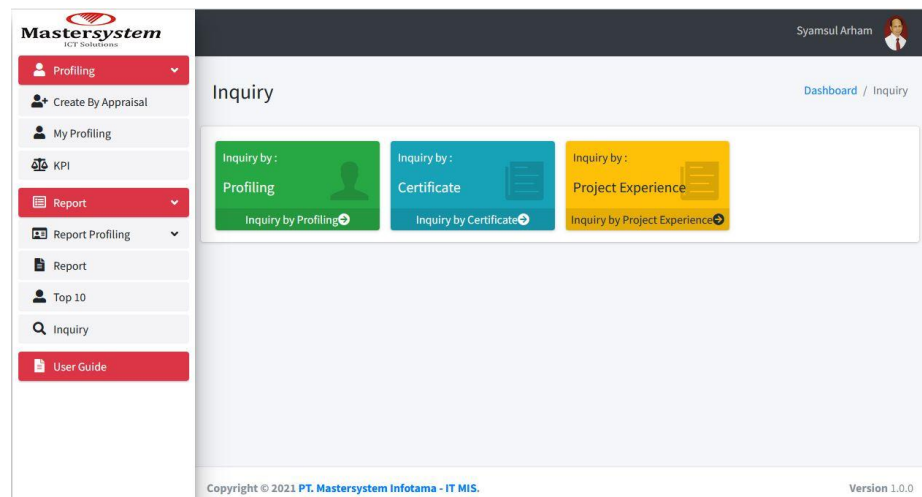 Mastersystem
ICT Solutions
Syamsul Arham
Profiling
Create By Appraisal
My Profiling
KPI
Report
Report Profiling
Report
Top 10
Inquiry
User Guide
Inquiry
Dashboard / Inquiry
Inquiry by :
Profiling
Inquiry by Profiling
Inquiry by :
Certificate
Inquiry by Certificate
Inquiry by :
Project Experience
Inquiry by Project Experience
Copyright © 2021 PT. Mastersystem Infotama - IT MIS.
Version 1.0.0